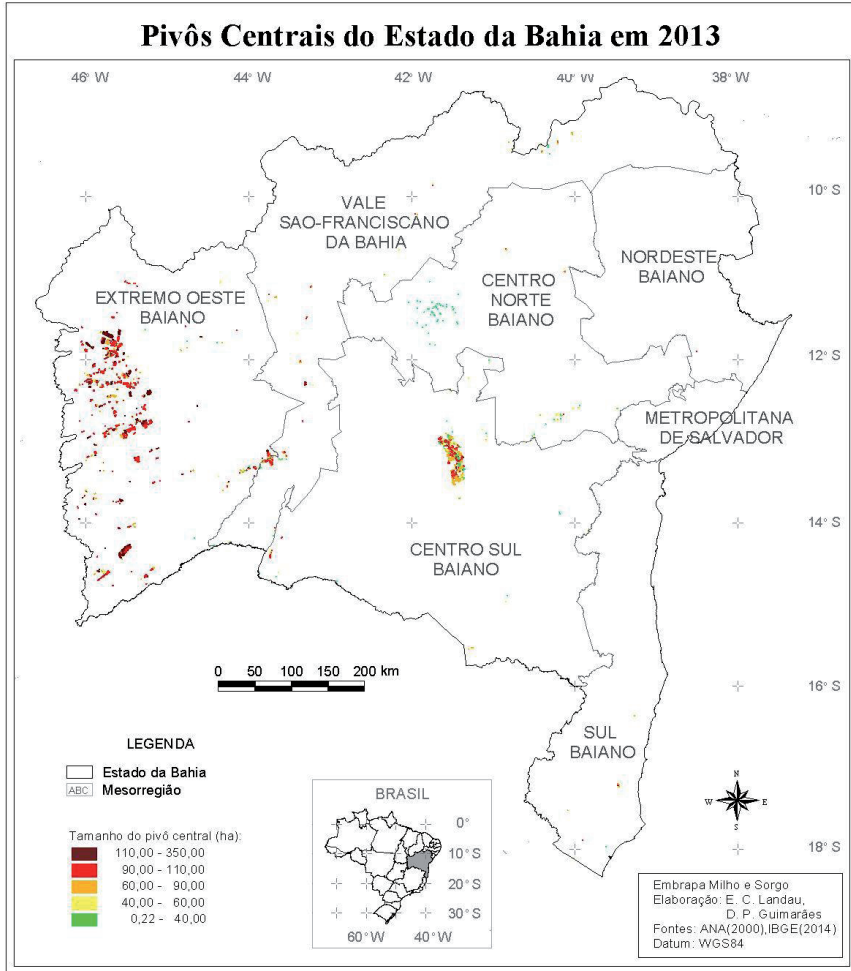 Pivôs Centrais do Estado da Bahia em 2013
46° W
44° W
42° W
40° W
38° W
10° S
VALE
SAO-FRANCISCANO
DA BAHIA
NORDESTE
BAIANO
CENTRO
NORTE
BAIANO
EXTREMO OESTE
BAIANO
12° S
METROPOLITANA
DE SALVADOR
14° S
CENTRO SUL
BAIANO
44° W
42° W
40° W
0 50 100 150 200 km
16° S
SUL
BAIANO
LEGENDA
Estado da Bahia
ABC Mesorregião
Tamanho do pivô central (ha):
110,00 - 350,00
90,00 - 110,00
60,00 - 90,00
40,00 - 60,00
0,22 - 40,00
BRASIL
0°
10° S
20° S
30° S
60° W 40° W
N
W E
S
18° S
Embrapa Milho e Sorgo
Elaboração: E. C. Landau,
D. P. Guimarães
Fontes: ANA(2000),IBGE(2014)
Datum: WGS84